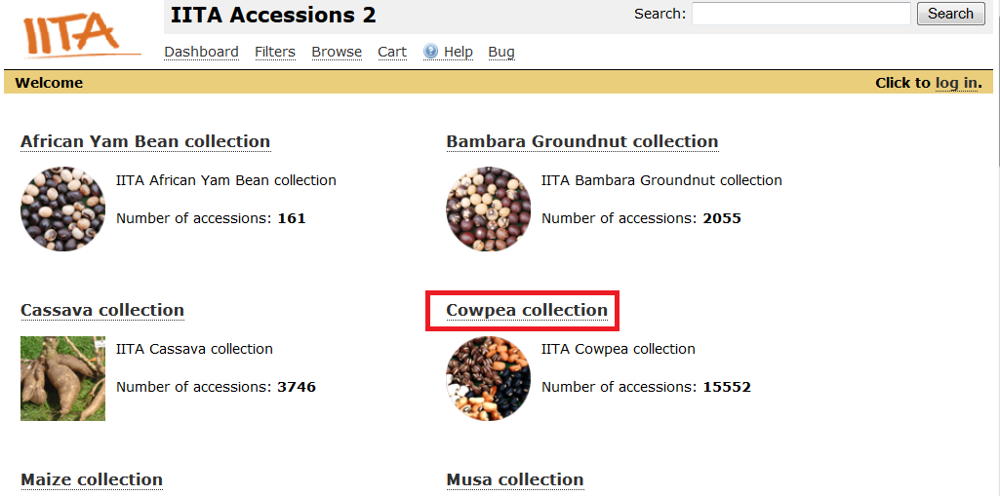 IITA
IITA Accessions 2
Search:
Search
Dashboard Filters Browse Cart Help Bug
Welcome
Click to log in.
African Yam Bean collection
IITA African Yam Bean collection
Number of accessions: 161
Bambara Groundnut collection
IITA Bambara Groundnut collection
Number of accessions: 2055
Cassava collection
IITA Cassava collection
Number of accessions: 3746
Cowpea collection
IITA Cowpea collection
Number of accessions: 15552
Maize collection
Musa collection